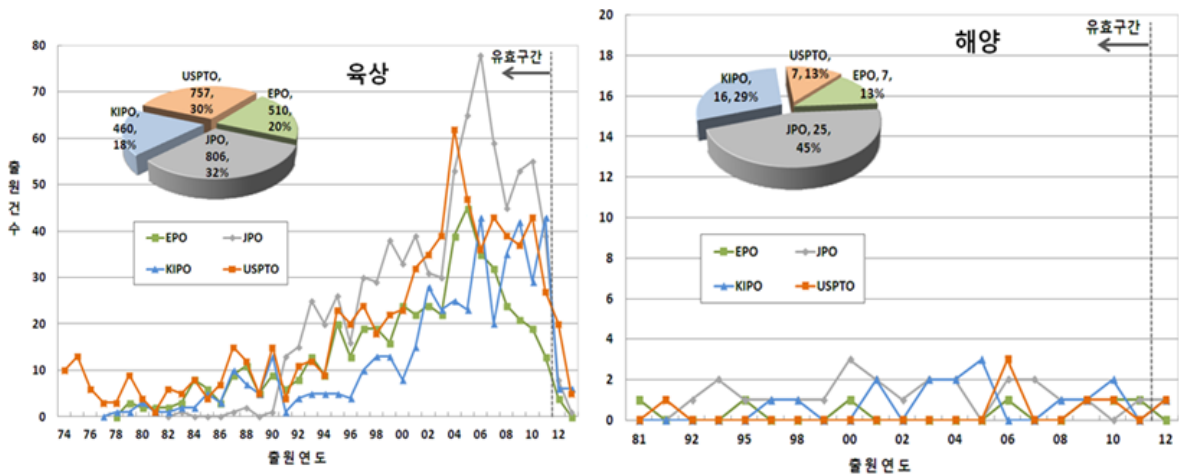 육상
유효구간
USPTO,
757,
30%
EPO,
510,
20%
KIPO,
460,
18%
JPO,
806,
32%
80
70
60
50
40
30
20
10
0
출원건수
EPO
JPO
KIPO
USPTO
74 76 78 80 82 84 86 88 90 92 94 96 98 00 02 04 06 08 10 12
출원연도
해양
유효구간
USPTO,
7, 13%
EPO, 7,
13%
KIPO,
16, 29%
JPO, 25,
45%
20
18
16
14
12
10
8
6
4
2
0
EPO
JPO
KIPO
USPTO
81 92 95 98 00 02 04 06 08 10 12
출원연도